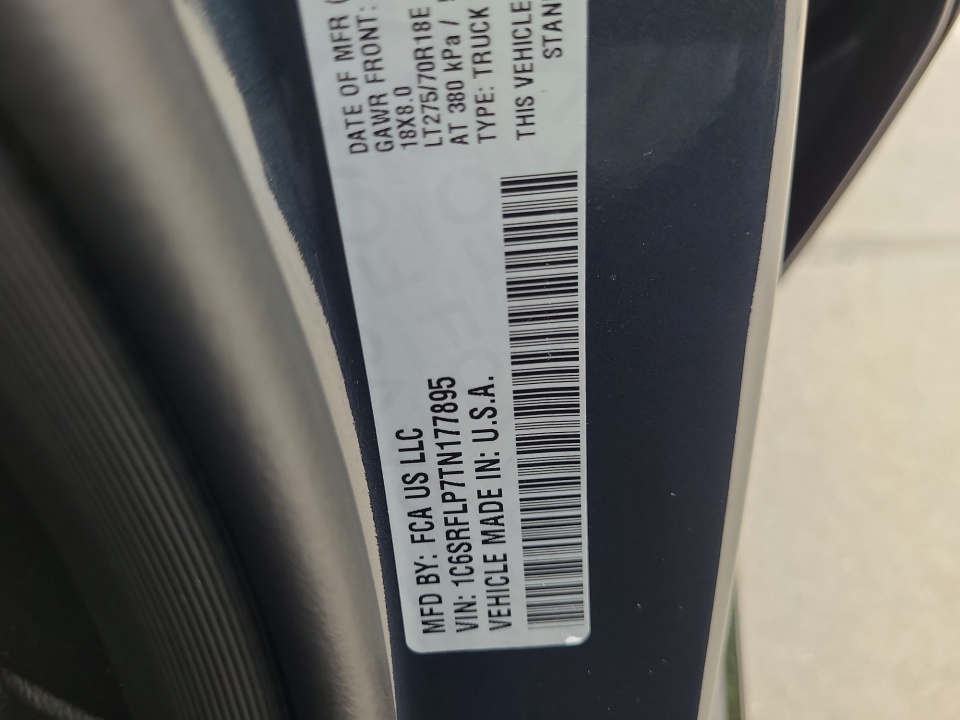 MFD BY: FCA US LLC
VIN: 1C6SRFLP7TN177895
VEHICLE MADE IN: U.S.A.
DATE OF MFR
GAWR FRONT:
18X8.0
LT275/70R18E
AT 380 kPa /
TYPE: TRUCK
THIS VEHICLE